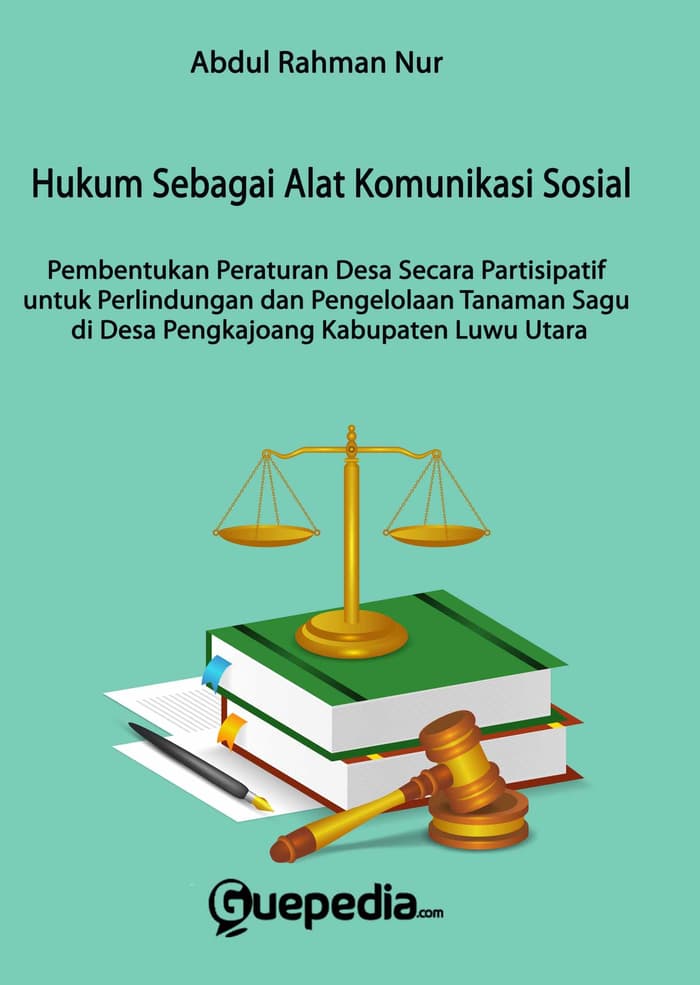 Abdul Rahman Nur
Hukum Sebagai Alat Komunikasi Sosial
Pembentukan Peraturan Desa Secara Partisipatif
untuk Perlindungan dan Pengelolaan Tanaman Sagu
di Desa Pengkajoang Kabupaten Luwu Utara
Guepedia.com